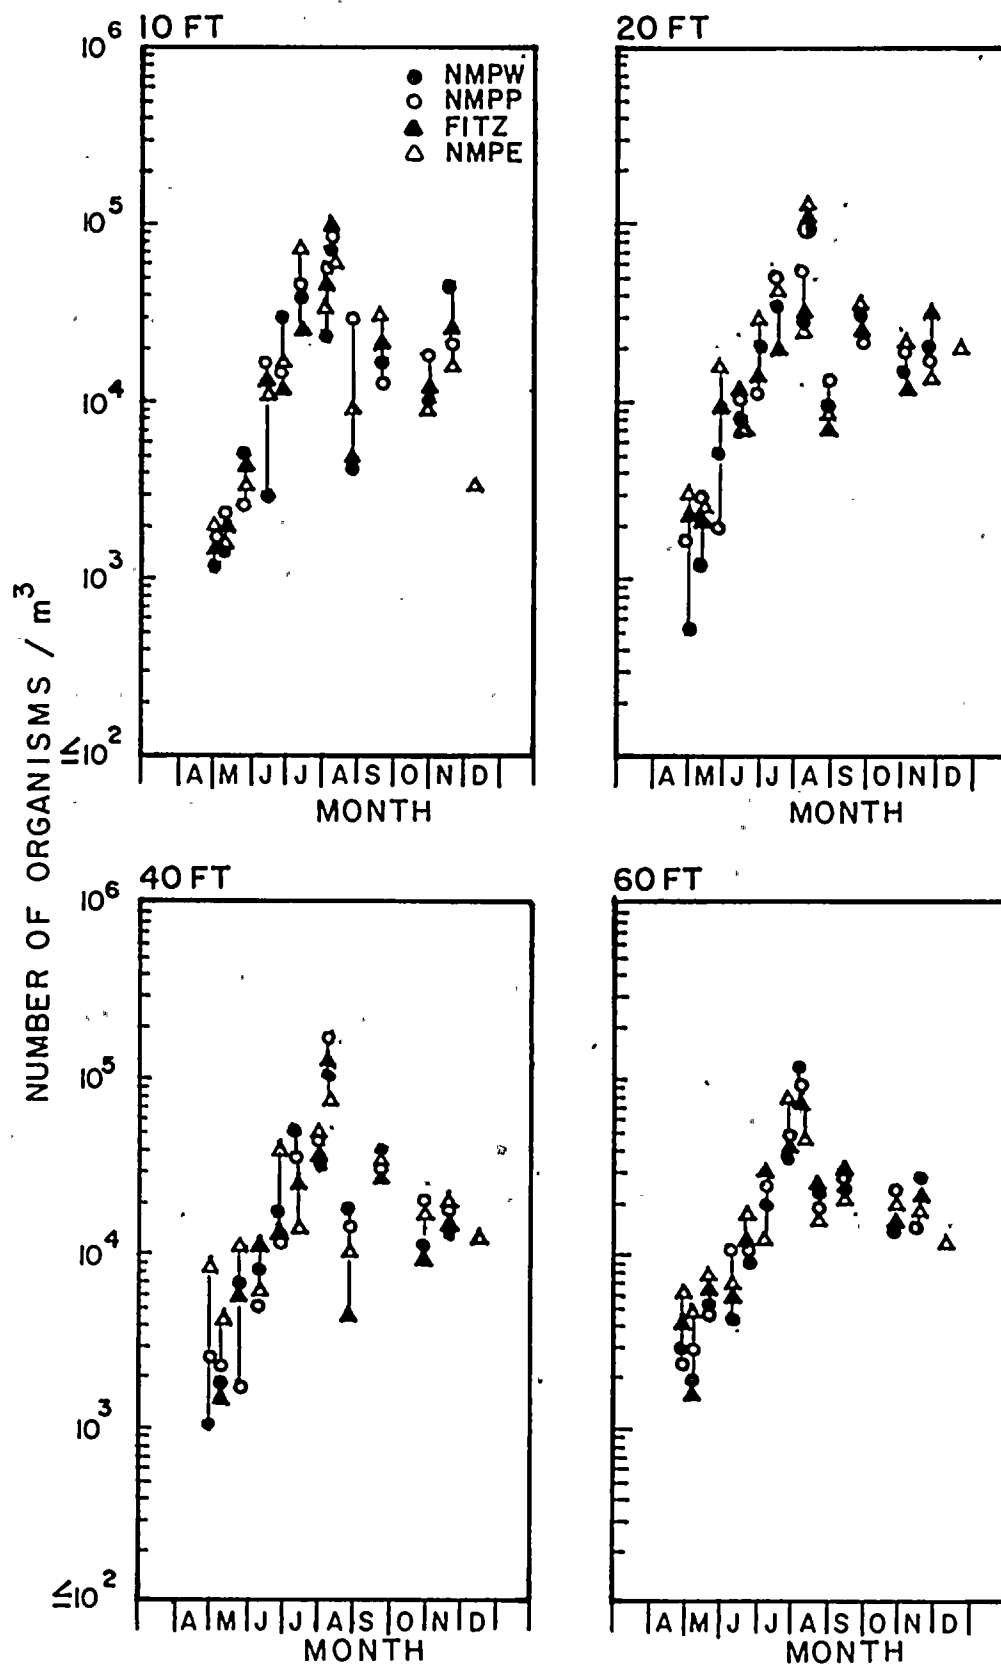 10 FT
20 FT
10⁶
● NMPW
○ NMPP
▲ FITZ
△ NMPE
10⁵
10⁴
10³
≤10²
|A|M|J|J|A|S|O|N|D|
MONTH
|A|M|J|J|A|S|O|N|D|
MONTH
NUMBER OF ORGANISMS / m³
40 FT
60 FT
10⁶
10⁵
10⁴
10³
≤10²
|A|M|J|J|A|S|O|N|D|
MONTH
|A|M|J|J|A|S|O|N|D|
MONTH